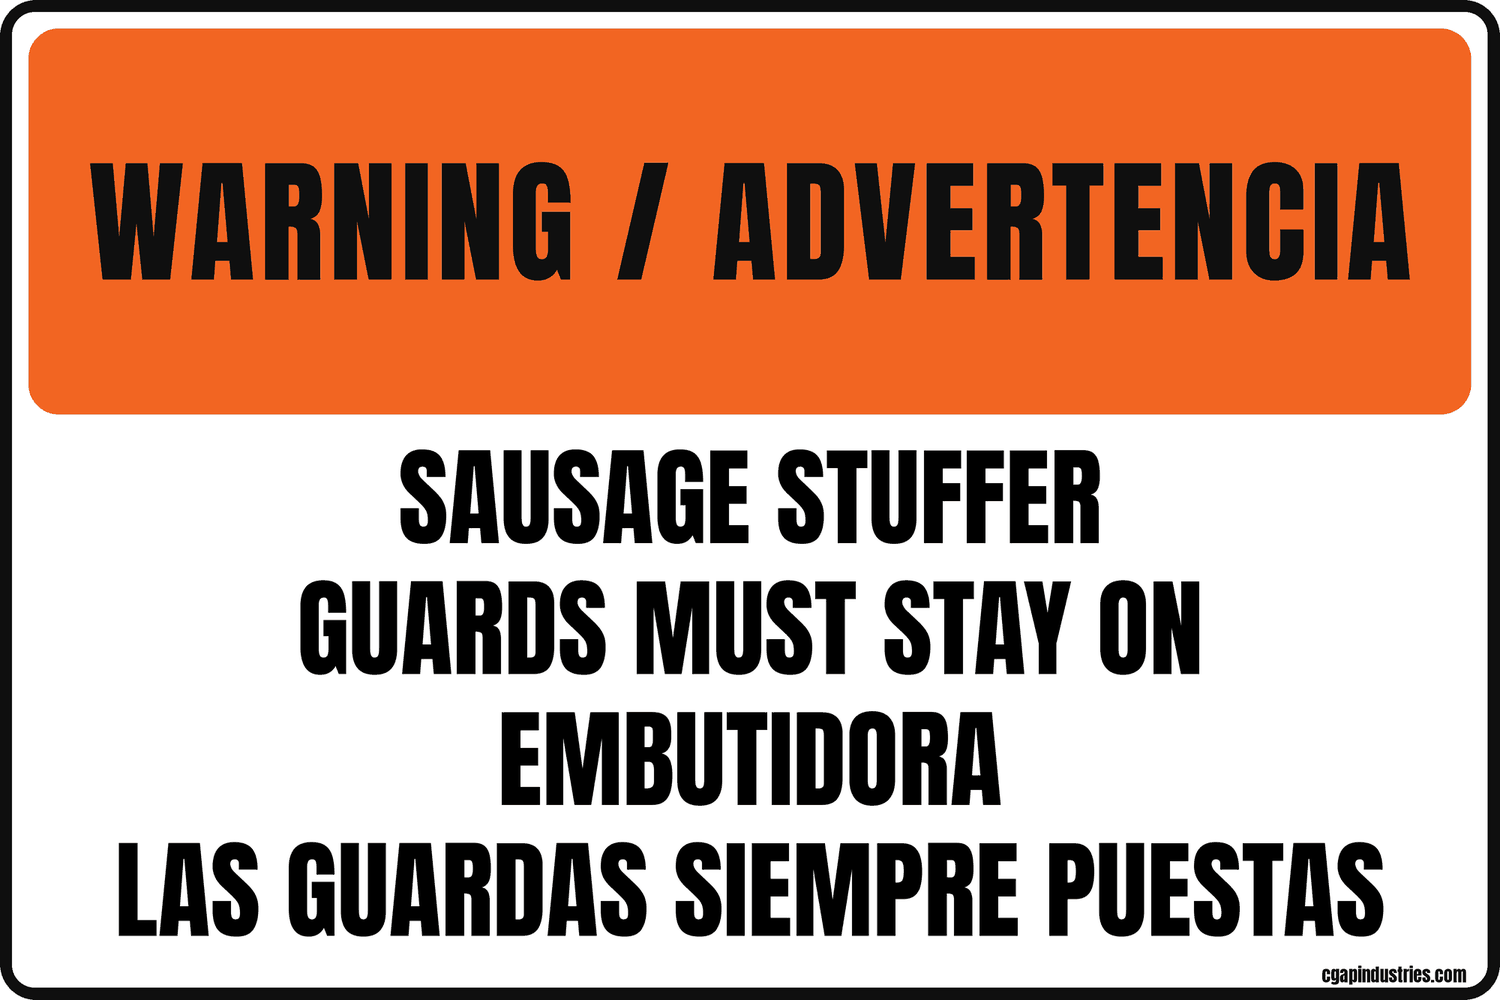 WARNING / ADVERTENCIA
SAUSAGE STUFFER
GUARDS MUST STAY ON
EMBUTIDORA
LAS GUARDAS SIEMPRE PUESTAS
cgapindustries.com